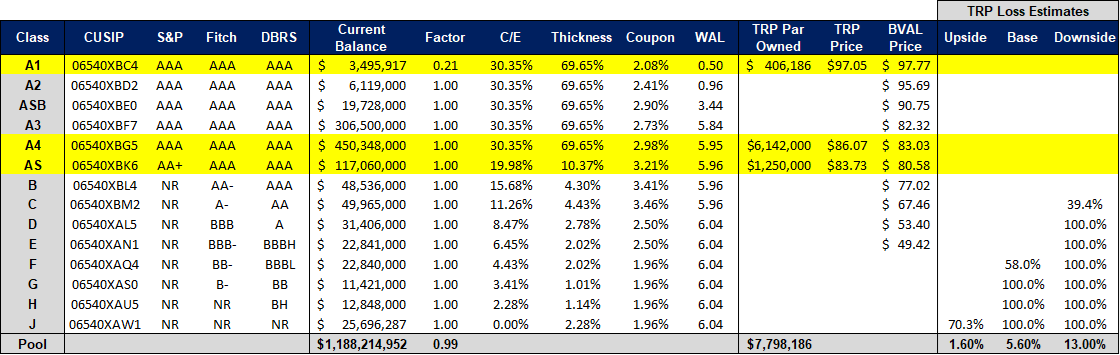 TRP Loss Estimates
Class CUSIP S&P Fitch DBRS Current Balance Factor C/E Thickness Coupon WAL TRP Par Owned TRP Price BVAL Price Upside Base Downside
A1 06540XBC4 AAA AAA AAA $ 3,495,917 0.21 30.35% 69.65% 2.08% 0.50 $ 406,186 $97.05 $ 97.77
A2 06540XBD2 AAA AAA AAA $ 6,119,000 1.00 30.35% 69.65% 2.41% 0.96 $ 95.69
ASB 06540XBE0 AAA AAA AAA $ 19,728,000 1.00 30.35% 69.65% 2.90% 3.44 $ 90.75
A3 06540XBF7 AAA AAA AAA $ 306,500,000 1.00 30.35% 69.65% 2.73% 5.84 $ 82.32
A4 06540XBG5 AAA AAA AAA $ 450,348,000 1.00 30.35% 69.65% 2.98% 5.95 $6,142,000 $86.07 $ 83.03
AS 06540XBK6 AA+ AAA AAA $ 117,060,000 1.00 19.98% 10.37% 3.21% 5.96 $1,250,000 $83.73 $ 80.58
B 06540XBL4 NR AA- AAA $ 48,536,000 1.00 15.68% 4.30% 3.41% 5.96 $ 77.02
C 06540XBM2 NR A- AA $ 49,965,000 1.00 11.26% 4.43% 3.46% 5.96 $ 67.46 39.4%
D 06540XAL5 NR BBB A $ 31,406,000 1.00 8.47% 2.78% 2.50% 6.04 $ 53.40 100.0%
E 06540XAN1 NR BBB- BBBH $ 22,841,000 1.00 6.45% 2.02% 2.50% 6.04 $ 49.42 100.0%
F 06540XAQ4 NR BB- BBBL $ 22,840,000 1.00 4.43% 2.02% 1.96% 6.04 58.0% 100.0%
G 06540XAS0 NR B- BB $ 11,421,000 1.00 3.41% 1.01% 1.96% 6.04 100.0% 100.0%
H 06540XAU5 NR NR BH $ 12,848,000 1.00 2.28% 1.14% 1.96% 6.04 100.0% 100.0%
J 06540XAW1 NR NR NR $ 25,696,287 1.00 0.00% 2.28% 1.96% 6.04 70.3% 100.0% 100.0%
Pool $1,188,214,952 0.99 $7,798,186 1.60% 5.60% 13.00%